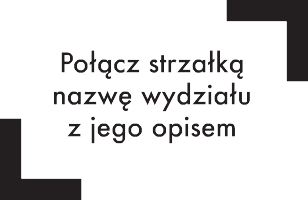 Połącz strzałką
nazwę wydziału
z jego opisem